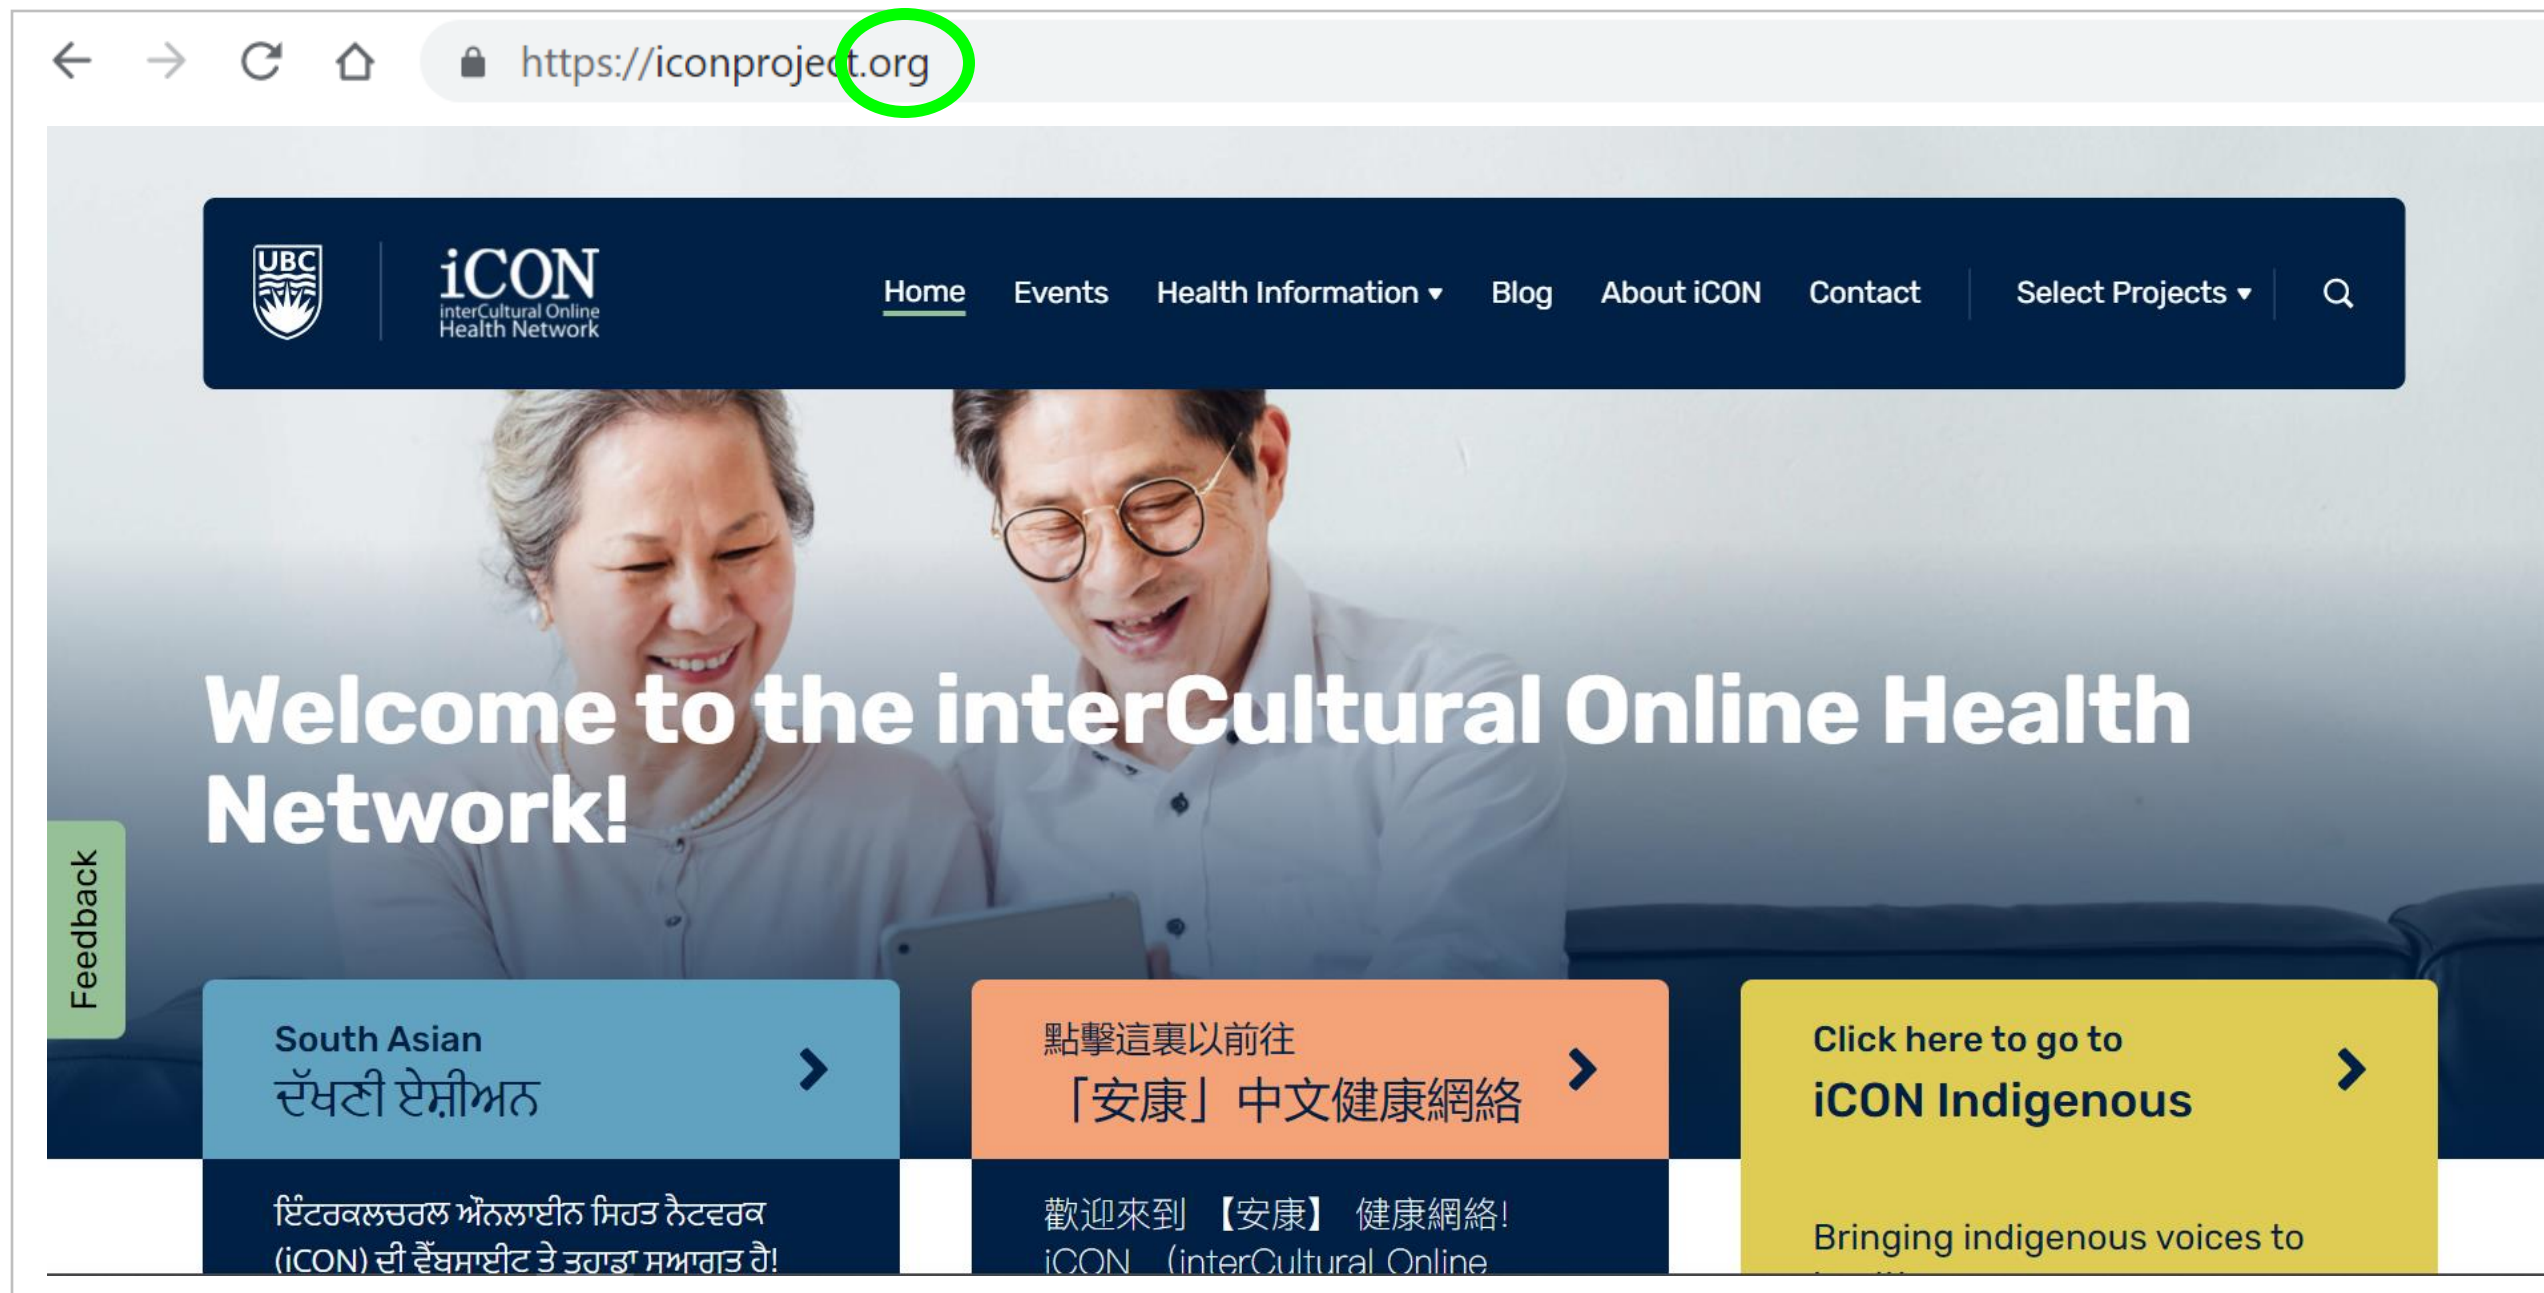 https://iconproject.org
UBC
iCON
interCultural Online
Health Network
Home Events Health Information Blog About iCON Contact Select Projects
Welcome to the interCultural Online Health
Network!
Feedback
South Asian
ਦੱਖਣੀ ਏਸ਼ੀਅਨ
ਇੰਟਰਕਲਚਰਲ ਔਨਲਾਈਨ ਸਿਹਤ ਨੈਟਵਰਕ
(iCON) ਦੀ ਵੈੱਬਸਾਈਟ ਤੇ ਤੁਹਾਡਾ ਸਆਗਤ ਹੈ!
點擊這裏以前往
「安康」中文健康網絡
歡迎來到 【安康】 健康網絡!
iCON （interCultural Online
Click here to go to
iCON Indigenous
Bringing indigenous voices to